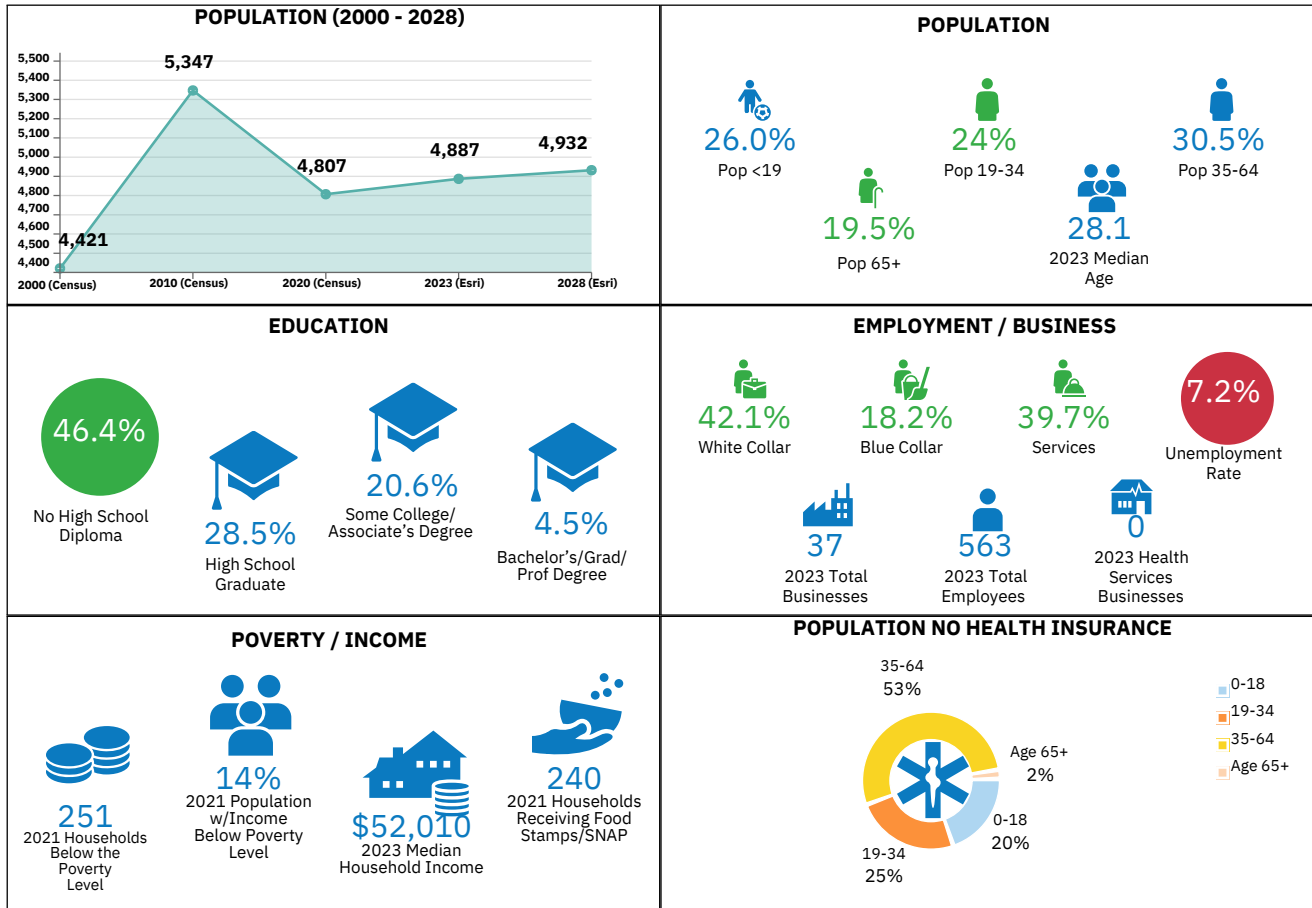 POPULATION (2000 - 2028)
5,500
5,400
5,300
5,200
5,100
5,000
4,900
4,800
4,700
4,600
4,500
4,400
4,421
5,347
4,807
4,887
4,932
2000 (Census)
2010 (Census)
2020 (Census)
2023 (Esri)
2028 (Esri)
POPULATION
26.0%
Pop <19
24%
Pop 19-34
30.5%
Pop 35-64
19.5%
Pop 65+
28.1
2023 Median
Age
EDUCATION
46.4%
No High School
Diploma
28.5%
High School
Graduate
20.6%
Some College/
Associate's Degree
4.5%
Bachelor's/Grad/
Prof Degree
EMPLOYMENT / BUSINESS
42.1%
White Collar
18.2%
Blue Collar
39.7%
Services
7.2%
Unemployment
Rate
37
2023 Total
Businesses
563
2023 Total
Employees
0
2023 Health
Services
Businesses
POVERTY / INCOME
251
2021 Households
Below the
Poverty
Level
14%
2021 Population
w/Income
Below Poverty
Level
$52,010
2023 Median
Household Income
240
2021 Households
Receiving Food
Stamps/SNAP
POPULATION NO HEALTH INSURANCE
35-64
53%
Age 65+
2%
0-18
20%
19-34
25%
0-18
19-34
35-64
Age 65+